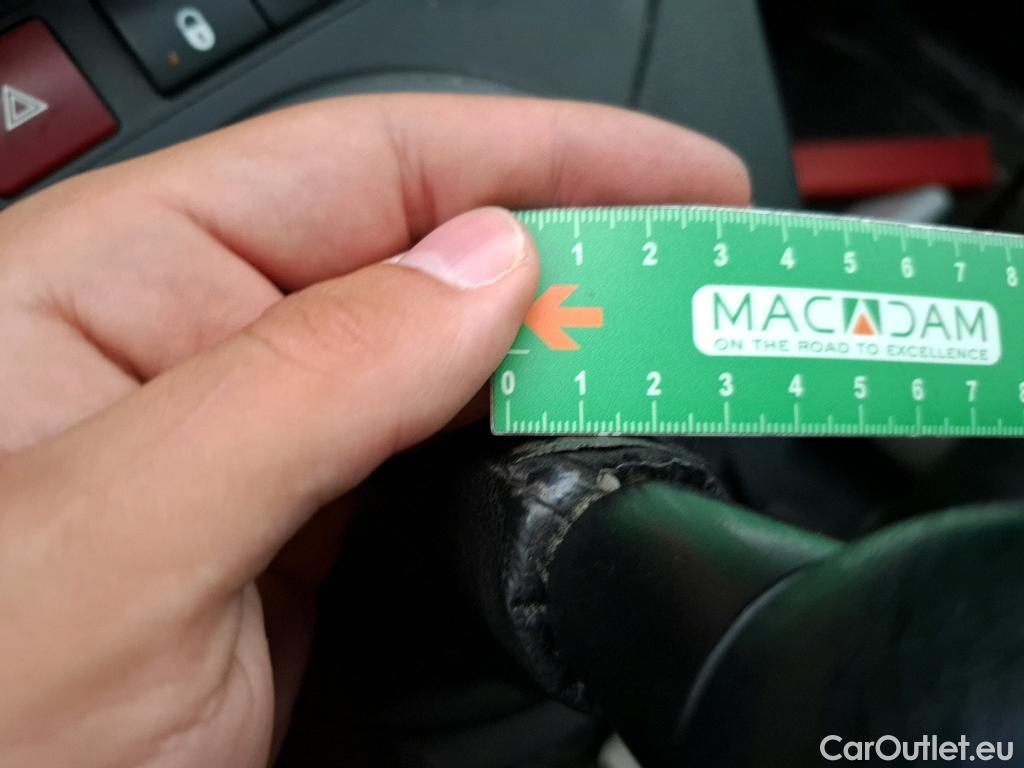 1 2 3 4 5 6 7 8
MACADAM
ON THE ROAD TO EXCELLENCE
0 1 2 3 4 5 6 7 8
CarOutlet.eu